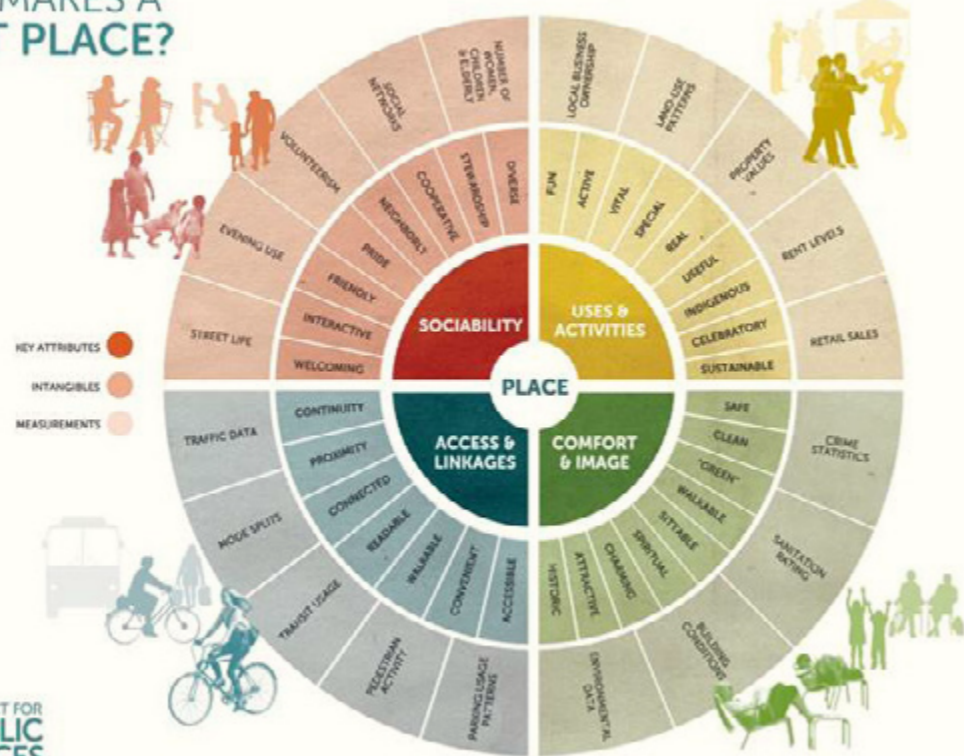 MAKES A
T PLACE?
NUMBER OF
WOMEN,
CHILDREN
& ELDERLY
SOCIAL
NETWORKS
VOLUNTEERISM
EVENING USE
STREET LIFE
DIVERSE
STEWARDSHIP
COOPERATIVE
NEIGHBORLY
PRIDE
FRIENDLY
INTERACTIVE
WELCOMING
SOCIABILITY
LOCAL BUSINESS
OWNERSHIP
LAND-USE
PATTERNS
PROPERTY
VALUES
RENT LEVELS
RETAIL SALES
FUN
ACTIVE
VITAL
SPECIAL
REAL
USEFUL
INDIGENOUS
CELEBRATORY
SUSTAINABLE
USES &
ACTIVITIES
KEY ATTRIBUTES
INTANGIBLES
MEASUREMENTS
PLACE
ACCESS &
LINKAGES
CONTINUITY
PROXIMITY
CONNECTED
READABLE
WALKABLE
CONVENIENT
ACCESSIBLE
TRAFFIC DATA
MODE SPLITS
TRANSIT USAGE
PEDESTRIAN
ACTIVITY
PARKING USAGE
PATTERNS
COMFORT
& IMAGE
SAFE
CLEAN
"GREEN"
WALKABLE
SITTABLE
SPIRITUAL
CHARMING
ATTRACTIVE
HISTORIC
CRIME
STATISTICS
SANITATION
RATING
BUILDING
CONDITIONS
ENVIRONMENTAL
DATA
T FOR
LIC
CES